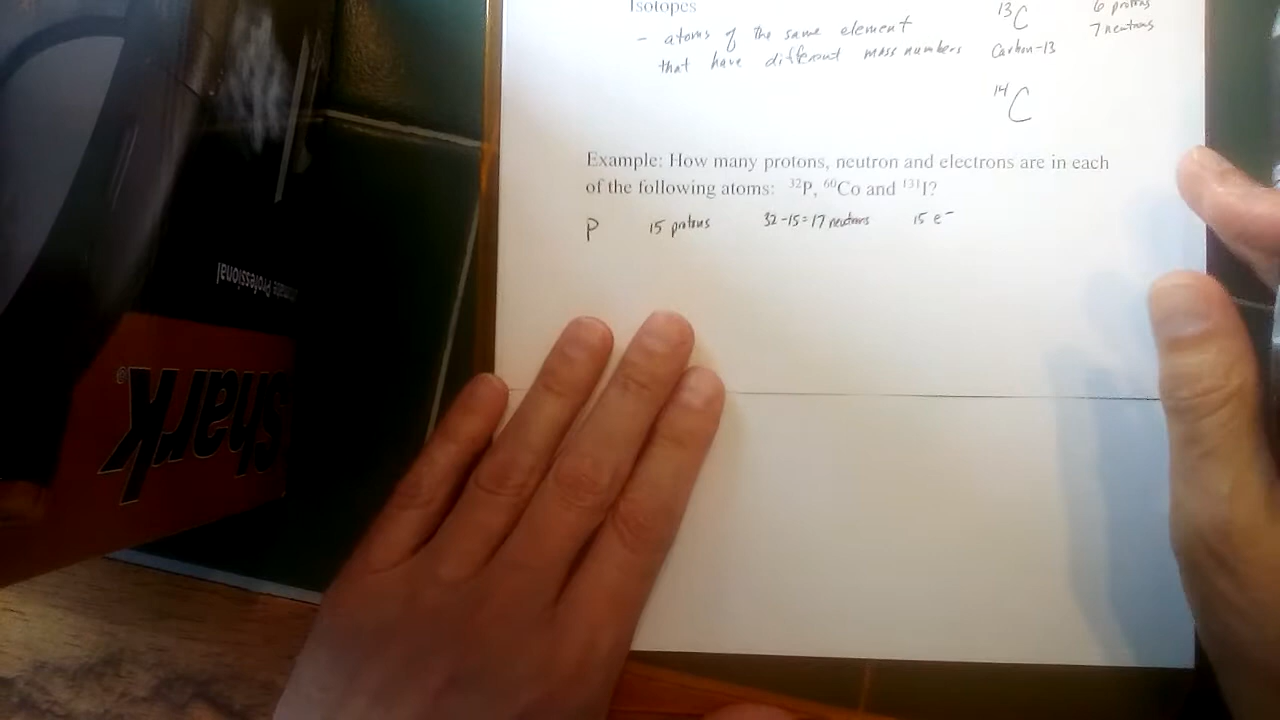 Isotopes
- atoms of the same element
that have different mass numbers
¹³C
Carbon-13
6 protons
7 neutrons
¹⁴C
Example: How many protons, neutron and electrons are in each
of the following atoms: ³²P, ⁶⁰Co and ¹³¹I?
P 15 protons 32-15=17 neutrons 15 e⁻
Professional
Shark